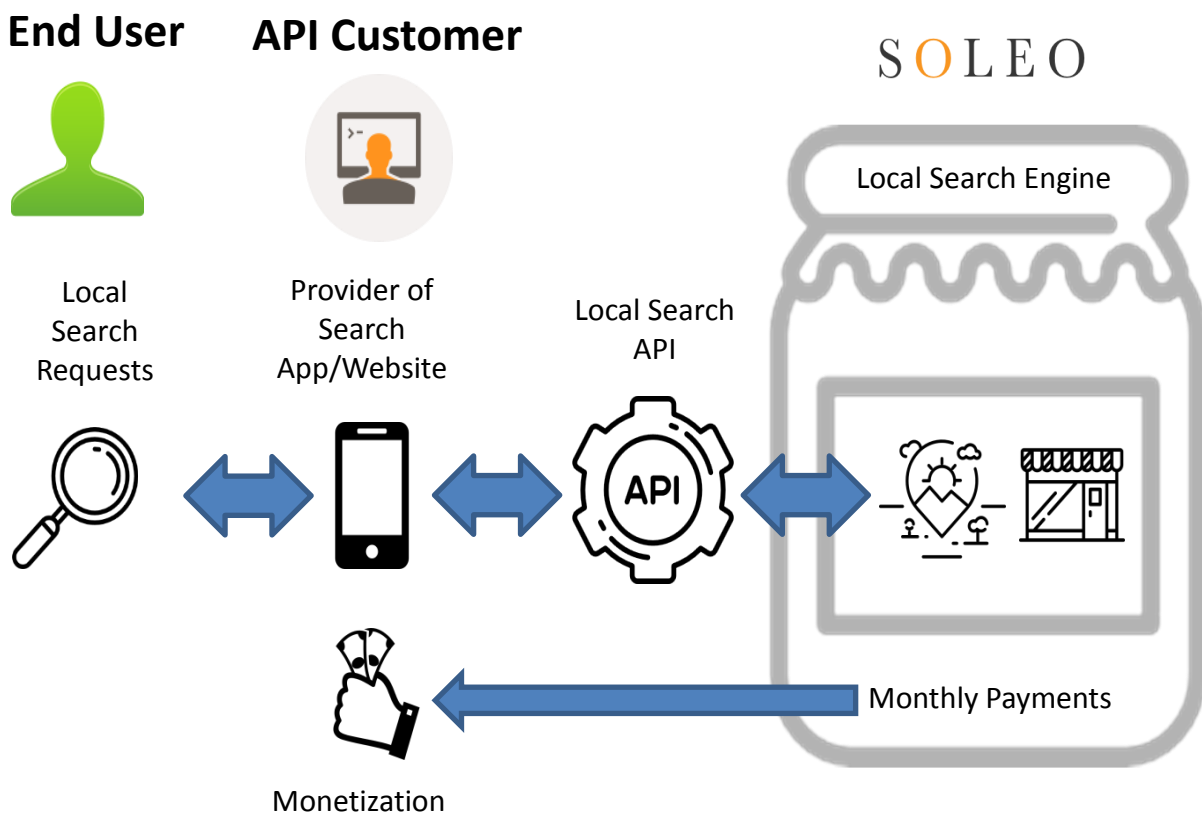 End User
API Customer
SOLEO
Local Search Engine
Local
Search
Requests
Provider of
Search
App/Website
Local Search
API
>-
API
Monthly Payments
Monetization